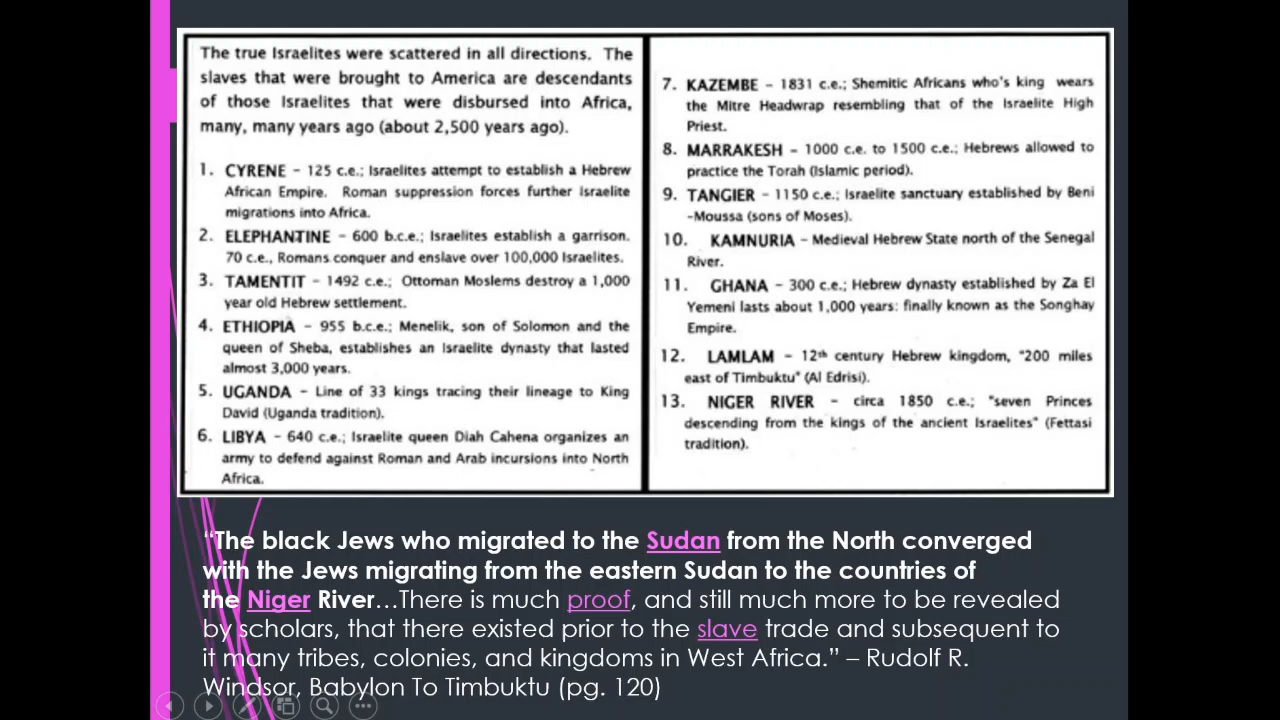 The true Israelites were scattered in all directions. The
slaves that were brought to America are descendants
of those Israelites that were disbursed into Africa,
many, many years ago (about 2,500 years ago).
1. CYRENE – 125 c.e.; Israelites attempt to establish a Hebrew
African Empire. Roman suppression forces further Israelite
migrations into Africa.
2. ELEPHANTINE – 600 b.c.e.; Israelites establish a garrison.
70 c.e., Romans conquer and enslave over 100,000 Israelites.
3. TAMENTIT – 1492 c.e.; Ottoman Moslems destroy a 1,000
year old Hebrew settlement.
4. ETHIOPIA – 955 b.c.e.; Menelik, son of Solomon and the
queen of Sheba, establishes an Israelite dynasty that lasted
almost 3,000 years.
5. UGANDA – Line of 33 kings tracing their lineage to King
David (Uganda tradition).
6. LIBYA – 640 c.e.; Israelite queen Diah Cahena organizes an
army to defend against Roman and Arab incursions into North
Africa.
7. KAZEMBE – 1831 c.e.; Shemitic Africans who's king wears
the Mitre Headwrap resembling that of the Israelite High
Priest.
8. MARRAKESH – 1000 c.e. to 1500 c.e.; Hebrews allowed to
practice the Torah (Islamic period).
9. TANGIER – 1150 c.e.; Israelite sanctuary established by Beni
-Moussa (sons of Moses).
10. KAMNURIA – Medieval Hebrew State north of the Senegal
River.
11. GHANA – 300 c.e.; Hebrew dynasty established by Za El
Yemeni lasts about 1,000 years: finally known as the Songhay
Empire.
12. LAMLAM – 12th century Hebrew kingdom, "200 miles
east of Timbuktu" (Al Edrisi).
13. NIGER RIVER – circa 1850 c.e.; "seven Princes
descending from the kings of the ancient Israelites" (Fettasi
tradition).
“The black Jews who migrated to the Sudan from the North converged
with the Jews migrating from the eastern Sudan to the countries of
the Niger River…There is much proof, and still much more to be revealed
by scholars, that there existed prior to the slave trade and subsequent to
it many tribes, colonies, and kingdoms in West Africa.” – Rudolf R.
Windsor, Babylon To Timbuktu (pg. 120)